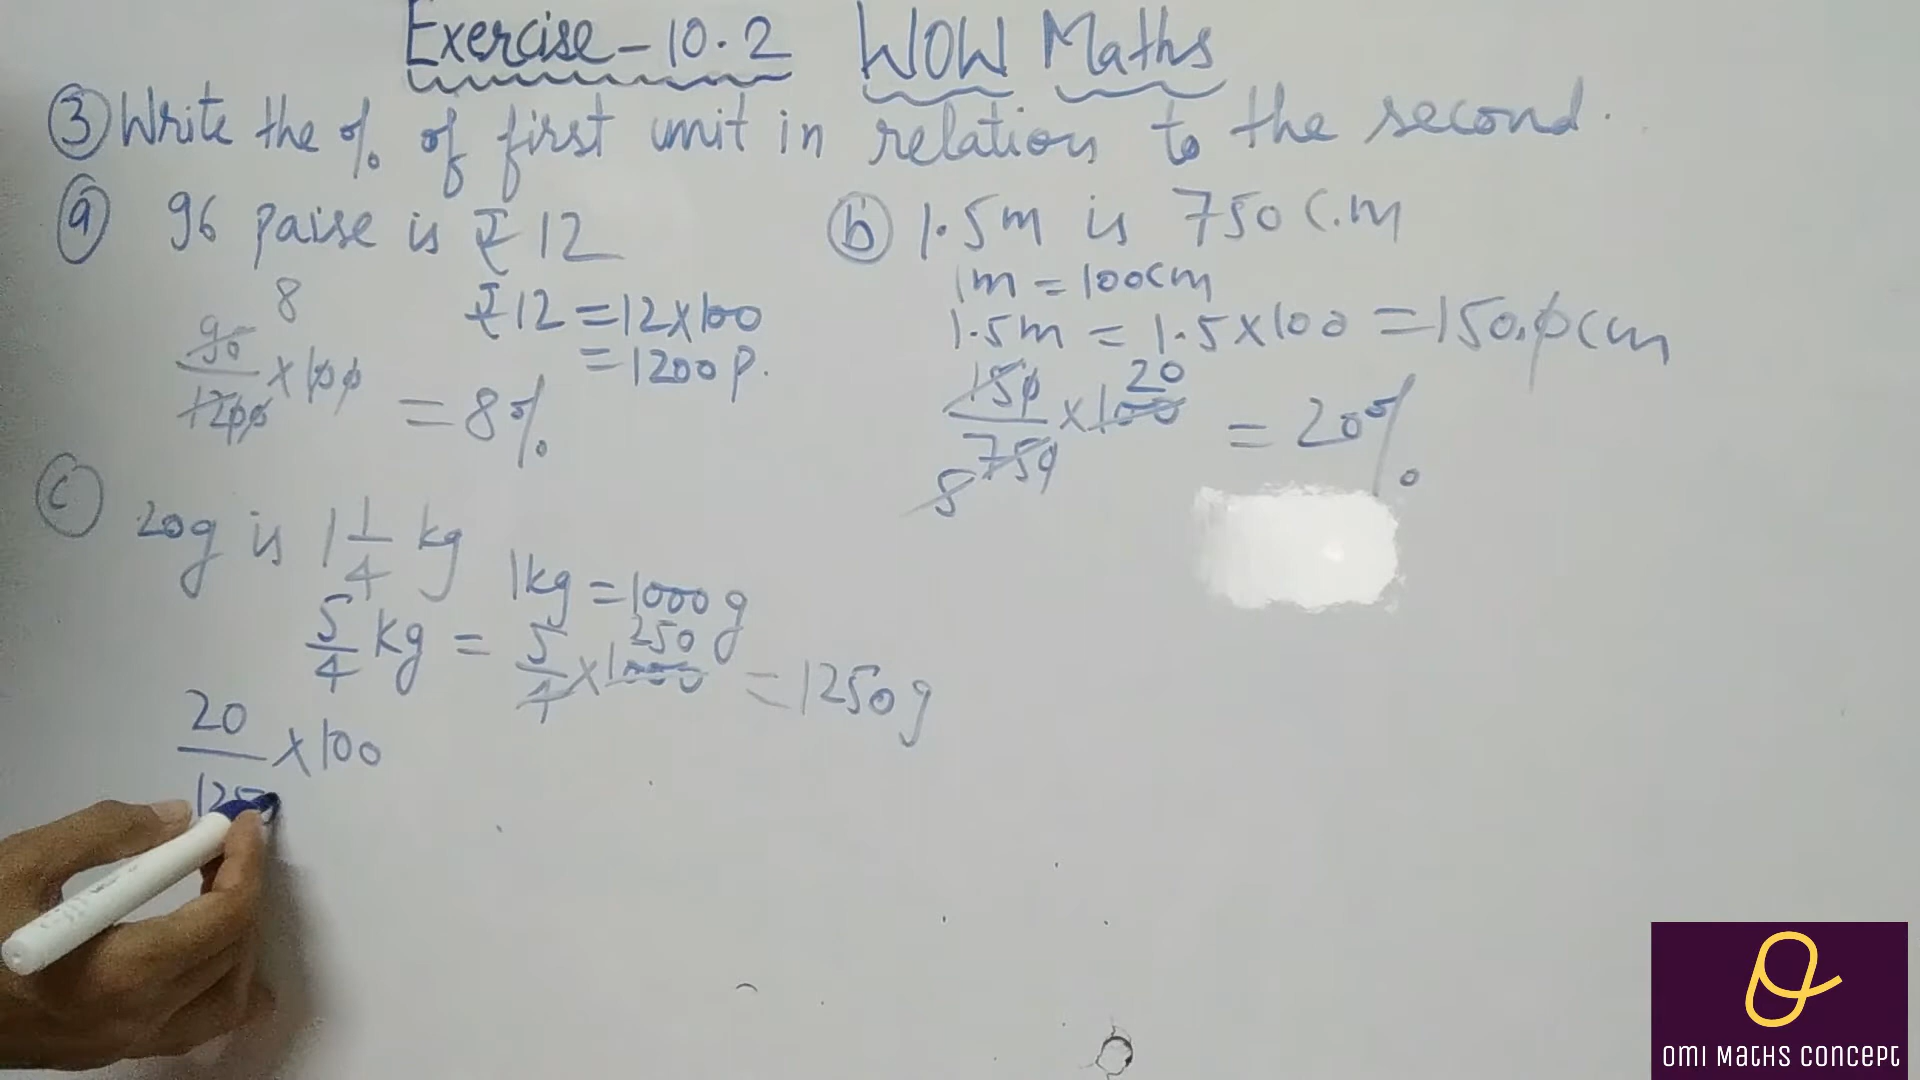 Exercise - 10.2 WOW Maths
③ Write the % of first unit in relation to the second.
ⓐ 96 paise is ₹ 12
₹12 = 12×100
= 1200 p.
8
96/1200 × 100 = 8%
ⓑ 1.5m is 750 c.m
1m = 100cm
1.5m = 1.5×100 = 150.0cm
20
150/750 × 100 = 20%
5
ⓒ 20g is 1 1/4 kg
1kg = 1000g
250
5/4 kg = 5/4 × 1000 = 1250g
20/125 × 100
OMI MATHS CONCEPT